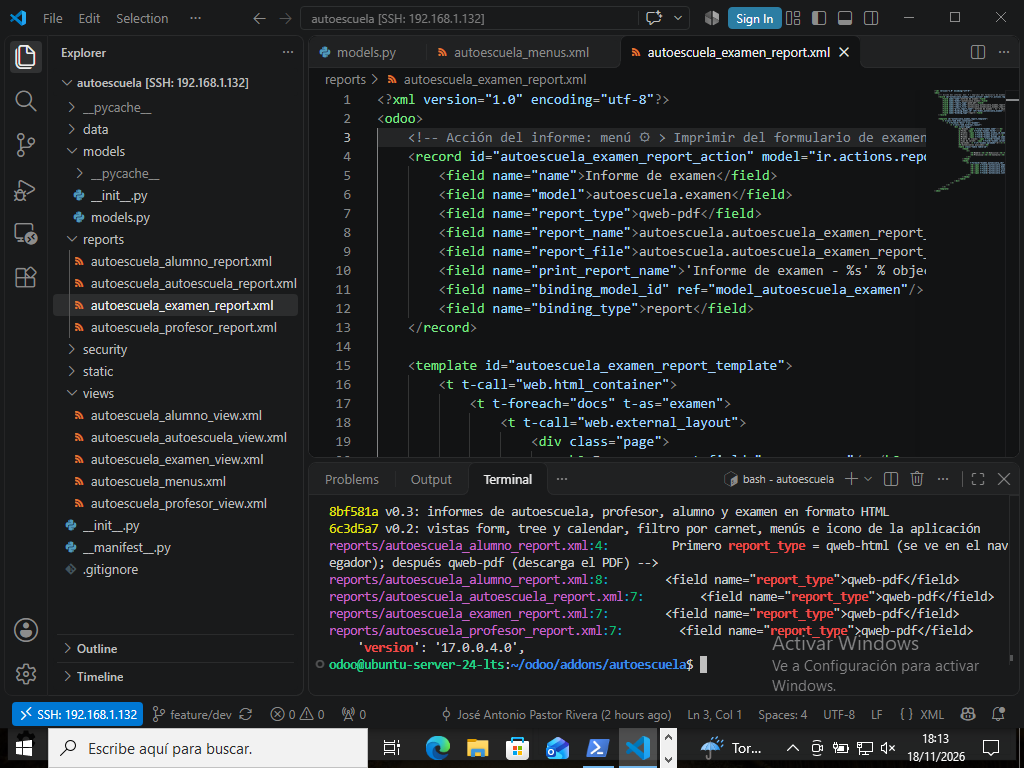 File Edit Selection ··· autoescuela [SSH: 192.168.1.132] Sign In
Explorer
autoescuela [SSH: 192.168.1.132]
__pycache__
data
models
__pycache__
__init__.py
models.py
reports
autoescuela_alumno_report.xml
autoescuela_autoescuela_report.xml
autoescuela_examen_report.xml
autoescuela_profesor_report.xml
security
static
views
autoescuela_alumno_view.xml
autoescuela_autoescuela_view.xml
autoescuela_examen_view.xml
autoescuela_menus.xml
autoescuela_profesor_view.xml
__init__.py
__manifest__.py
.gitignore
Outline
Timeline
models.py autoescuela_menus.xml autoescuela_examen_report.xml
reports > autoescuela_examen_report.xml
1 <?xml version="1.0" encoding="utf-8"?>
2 <odoo>
3 <!-- Acción del informe: menú ⚙ > Imprimir del formulario de examen
4 <record id="autoescuela_examen_report_action" model="ir.actions.repo
5 <field name="name">Informe de examen</field>
6 <field name="model">autoescuela.examen</field>
7 <field name="report_type">qweb-pdf</field>
8 <field name="report_name">autoescuela.autoescuela_examen_report_
9 <field name="report_file">autoescuela.autoescuela_examen_report_
10 <field name="print_report_name">'Informe de examen - %s' % objec
11 <field name="binding_model_id" ref="model_autoescuela_examen"/>
12 <field name="binding_type">report</field>
13 </record>
14
15 <template id="autoescuela_examen_report_template">
16 <t t-call="web.html_container">
17 <t t-foreach="docs" t-as="examen">
18 <t t-call="web.external_layout">
19 <div class="page">
Problems Output Terminal ··· bash - autoescuela
8bf581a v0.3: informes de autoescuela, profesor, alumno y examen en formato HTML
6c3d5a7 v0.2: vistas form, tree y calendar, filtro por carnet, menús e icono de la aplicación
reports/autoescuela_alumno_report.xml:4: Primero report_type = qweb-html (se ve en el nav
egador); después qweb-pdf (descarga el PDF) -->
reports/autoescuela_alumno_report.xml:8: <field name="report_type">qweb-pdf</field>
reports/autoescuela_autoescuela_report.xml:7: <field name="report_type">qweb-pdf</field>
reports/autoescuela_examen_report.xml:7: <field name="report_type">qweb-pdf</field>
reports/autoescuela_profesor_report.xml:7: <field name="report_type">qweb-pdf</field>
'version': '17.0.0.4.0',
odoo@ubuntu-server-24-lts:~/odoo/addons/autoescuela$
Activar Windows
Ve a Configuración para activar
Windows.
SSH: 192.168.1.132 feature/dev 0 0 0 José Antonio Pastor Rivera (2 hours ago) Ln 3, Col 1 Spaces: 4 UTF-8 LF { } XML
Escribe aquí para buscar. Tor... 18:13
18/11/2026